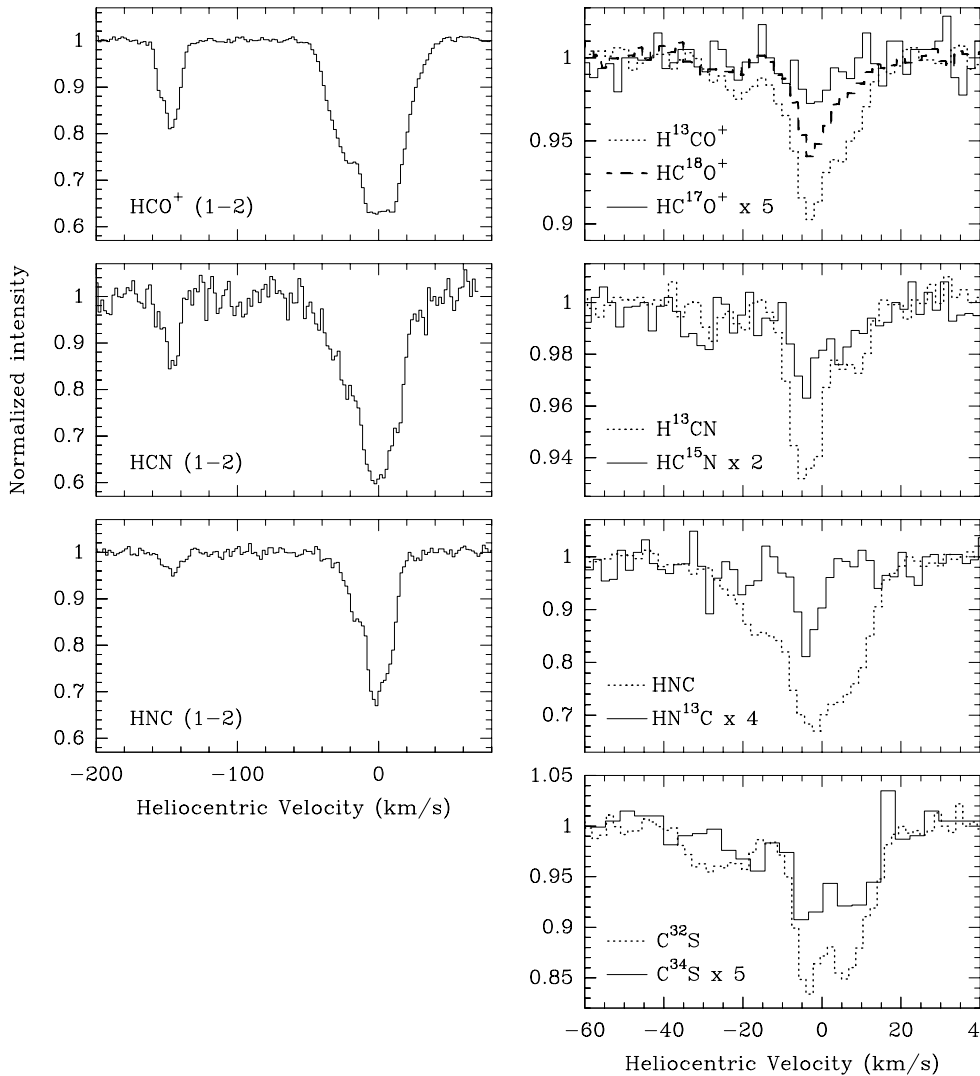 Normalized intensity
1
0.9
0.8
0.7
0.6
HCO⁺ (1−2)
1
0.9
0.8
0.7
0.6
HCN (1−2)
1
0.9
0.8
0.7
0.6
HNC (1−2)
−200 −100 0
Heliocentric Velocity (km/s)
1
0.95
0.9
H¹³CO⁺
HC¹⁸O⁺
HC¹⁷O⁺ x 5
1
0.98
0.96
0.94
H¹³CN
HC¹⁵N x 2
1
0.9
0.8
0.7
HNC
HN¹³C x 4
1.05
1
0.95
0.9
0.85
C³²S
C³⁴S x 5
−60 −40 −20 0 20 4
Heliocentric Velocity (km/s)